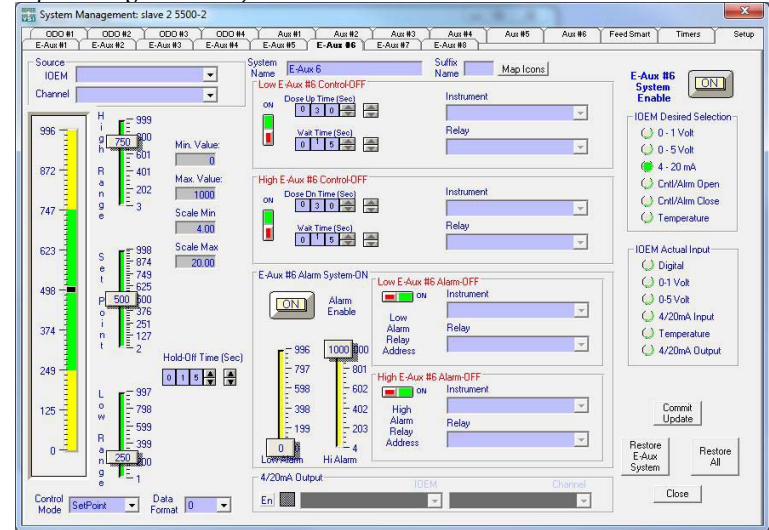 System Management: slave 2 5500-2
ODO #1 ODO #2 ODO #3 ODO #4 Aux #1 Aux #2 Aux #3 Aux #4 Aux #5 Aux #6 Feed Smart Timers Setup
E-Aux #1 E-Aux #2 E-Aux #3 E-Aux #4 E-Aux #5 E-Aux #6 E-Aux #7 E-Aux #8
Source
IOEM
Channel
System Name E-Aux 6
Suffix Name
Map Icons
E-Aux #6 System Enable
ON
High Range
999
800
750
601
401
202
3
996
872
747
623
498
374
249
125
0
Min. Value:
0
Max. Value:
1000
Scale Min
4.00
Scale Max
20.00
Set Point
998
874
749
625
500
500
376
251
127
2
Hold-Off Time (Sec)
0 1 5
Low Range
997
798
599
399
250
200
1
Control Mode SetPoint
Data Format 0
Low E-Aux #6 Control-OFF
ON
Dose Up Time (Sec)
0 3 0
Wait Time (Sec)
0 1 5
Instrument
Relay
High E-Aux #6 Control-OFF
ON
Dose On Time (Sec)
0 3 0
Wait Time (Sec)
0 1 5
Instrument
Relay
E-Aux #6 Alarm System-ON
ON
Alarm Enable
996
797
598
398
199
0
Low Alarm
1000
801
602
402
203
4
Hi Alarm
Low E-Aux #6 Alarm-OFF
ON
Low Alarm Relay Address
Instrument
Relay
High E-Aux #6 Alarm-OFF
ON
High Alarm Relay Address
Instrument
Relay
4/20mA Output
En
IOEM
Channel
IOEM Desired Selection
0 - 1 Volt
0 - 5 Volt
4 - 20 mA
Cntl/Alrm Open
Cntl/Alrm Close
Temperature
IOEM Actual Input
Digital
0-1 Volt
0-5 Volt
4/20mA Input
Temperature
4/20mA Output
Commit Update
Restore E-Aux System
Restore All
Close